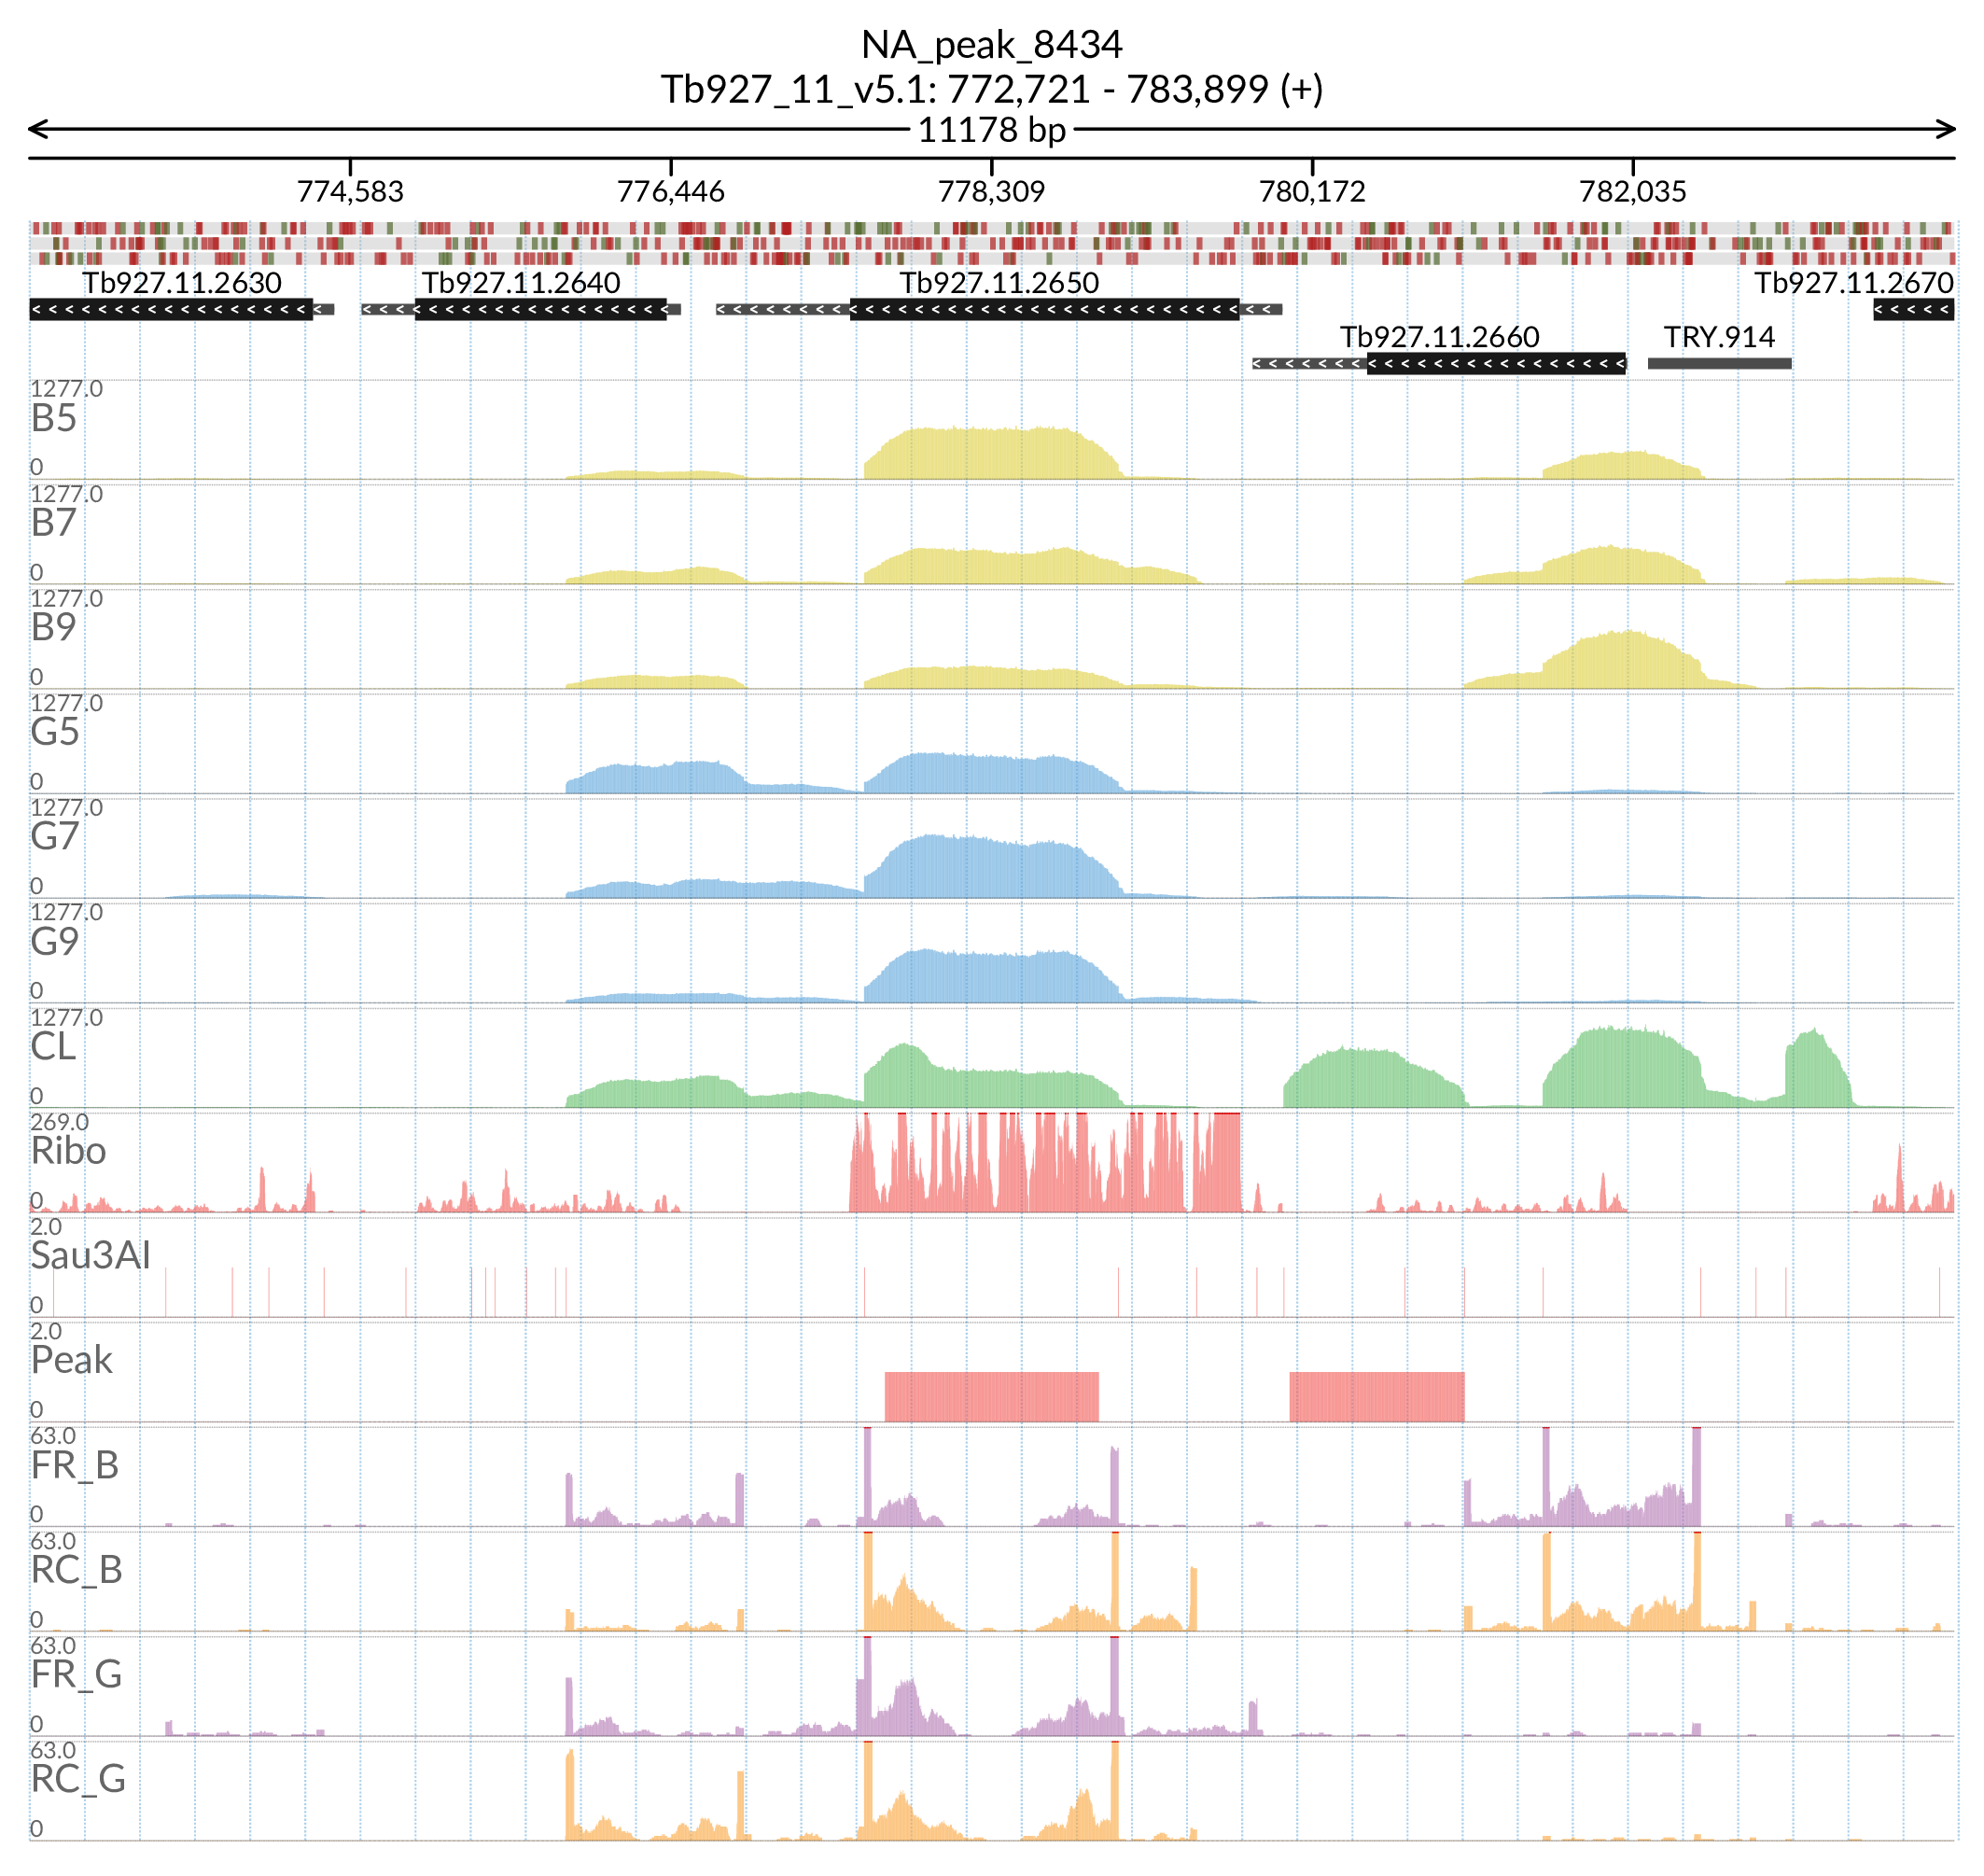 NA_peak_8434
Tb927_11_v5.1: 772,721 - 783,899 (+)
11178 bp
774,583 776,446 778,309 780,172 782,035
Tb927.11.2630 Tb927.11.2640 Tb927.11.2650 Tb927.11.2670
Tb927.11.2660 TRY.914
1277.0
B5
0
1277.0
B7
0
1277.0
B9
0
1277.0
G5
0
1277.0
G7
0
1277.0
G9
0
1277.0
CL
0
269.0
Ribo
0
2.0
Sau3AI
0
2.0
Peak
0
63.0
FR_B
0
63.0
RC_B
0
63.0
FR_G
0
63.0
RC_G
0